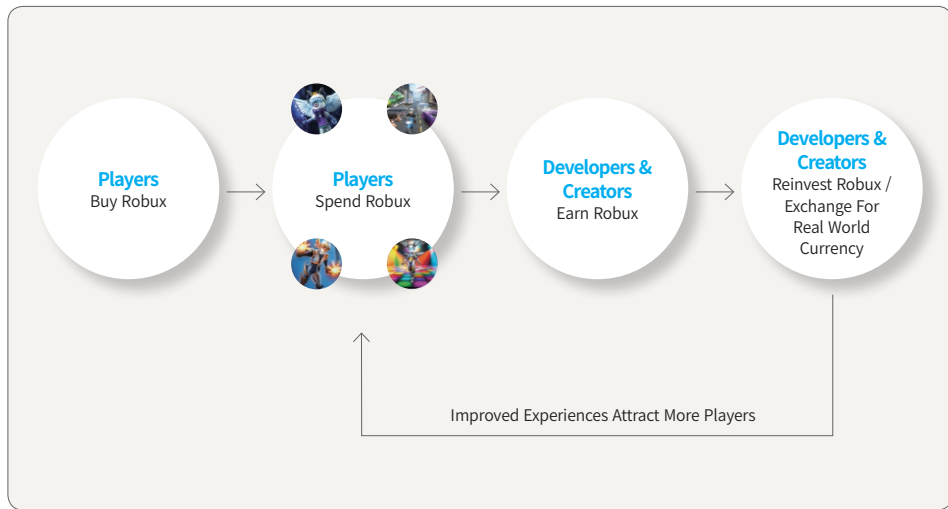 Players
Buy Robux
Players
Spend Robux
Developers &
Creators
Earn Robux
Developers &
Creators
Reinvest Robux /
Exchange For
Real World
Currency
Improved Experiences Attract More Players